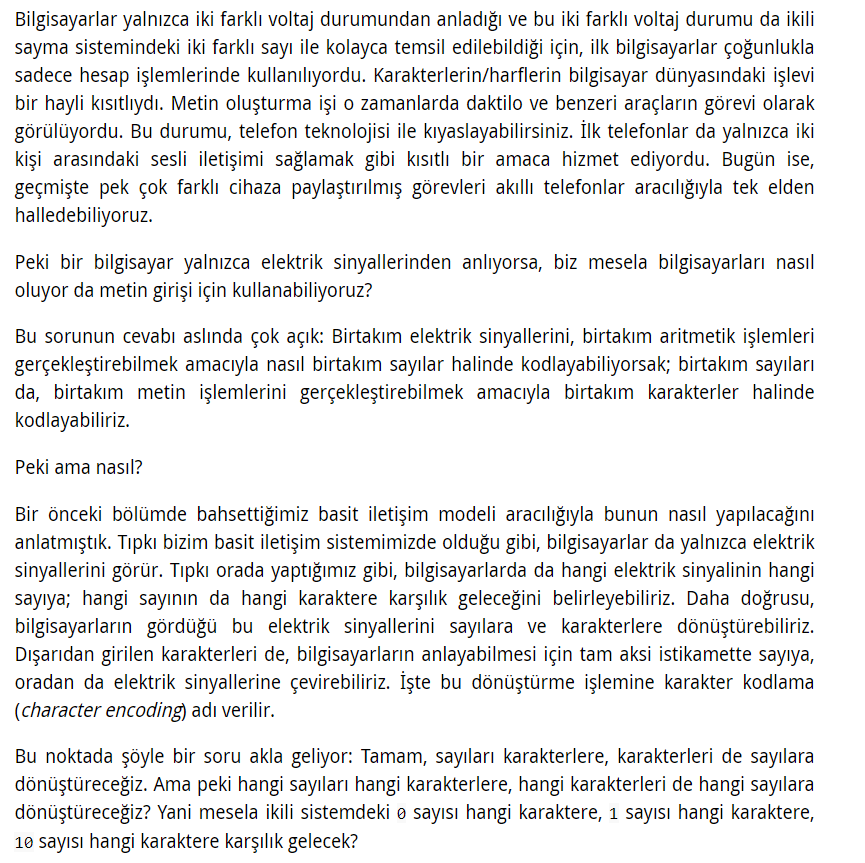 Bilgisayarlar yalnızca iki farklı voltaj durumundan anladığı ve bu iki farklı voltaj durumu da ikili
sayma sistemindeki iki farklı sayı ile kolayca temsil edilebildiği için, ilk bilgisayarlar çoğunlukla
sadece hesap işlemlerinde kullanılıyordu. Karakterlerin/harflerin bilgisayar dünyasındaki işlevi
bir hayli kısıtlıydı. Metin oluşturma işi o zamanlarda daktilo ve benzeri araçların görevi olarak
görülüyordu. Bu durumu, telefon teknolojisi ile kıyaslayabilirsiniz. İlk telefonlar da yalnızca iki
kişi arasındaki sesli iletişimi sağlamak gibi kısıtlı bir amaca hizmet ediyordu. Bugün ise,
geçmişte pek çok farklı cihaza paylaştırılmış görevleri akıllı telefonlar aracılığıyla tek elden
halledebiliyoruz.
Peki bir bilgisayar yalnızca elektrik sinyallerinden anlıyorsa, biz mesela bilgisayarları nasıl
oluyor da metin girişi için kullanabiliyoruz?
Bu sorunun cevabı aslında çok açık: Birtakım elektrik sinyallerini, birtakım aritmetik işlemleri
gerçekleştirebilmek amacıyla nasıl birtakım sayılar halinde kodlayabiliyorsak; birtakım sayıları
da, birtakım metin işlemlerini gerçekleştirebilmek amacıyla birtakım karakterler halinde
kodlayabiliriz.
Peki ama nasıl?
Bir önceki bölümde bahsettiğimiz basit iletişim modeli aracılığıyla bunun nasıl yapılacağını
anlatmıştık. Tıpkı bizim basit iletişim sistemimizde olduğu gibi, bilgisayarlar da yalnızca elektrik
sinyallerini görür. Tıpkı orada yaptığımız gibi, bilgisayarlarda da hangi elektrik sinyalinin hangi
sayıya; hangi sayının da hangi karaktere karşılık geleceğini belirleyebiliriz. Daha doğrusu,
bilgisayarların gördüğü bu elektrik sinyallerini sayılara ve karakterlere dönüştürebiliriz.
Dışarıdan girilen karakterleri de, bilgisayarların anlayabilmesi için tam aksi istikamette sayıya,
oradan da elektrik sinyallerine çevirebiliriz. İşte bu dönüştürme işlemine karakter kodlama
(character encoding) adı verilir.
Bu noktada şöyle bir soru akla geliyor: Tamam, sayıları karakterlere, karakterleri de sayılara
dönüştüreceğiz. Ama peki hangi sayıları hangi karakterlere, hangi karakterleri de hangi sayılara
dönüştüreceğiz? Yani mesela ikili sistemdeki 0 sayısı hangi karaktere, 1 sayısı hangi karaktere,
10 sayısı hangi karaktere karşılık gelecek?